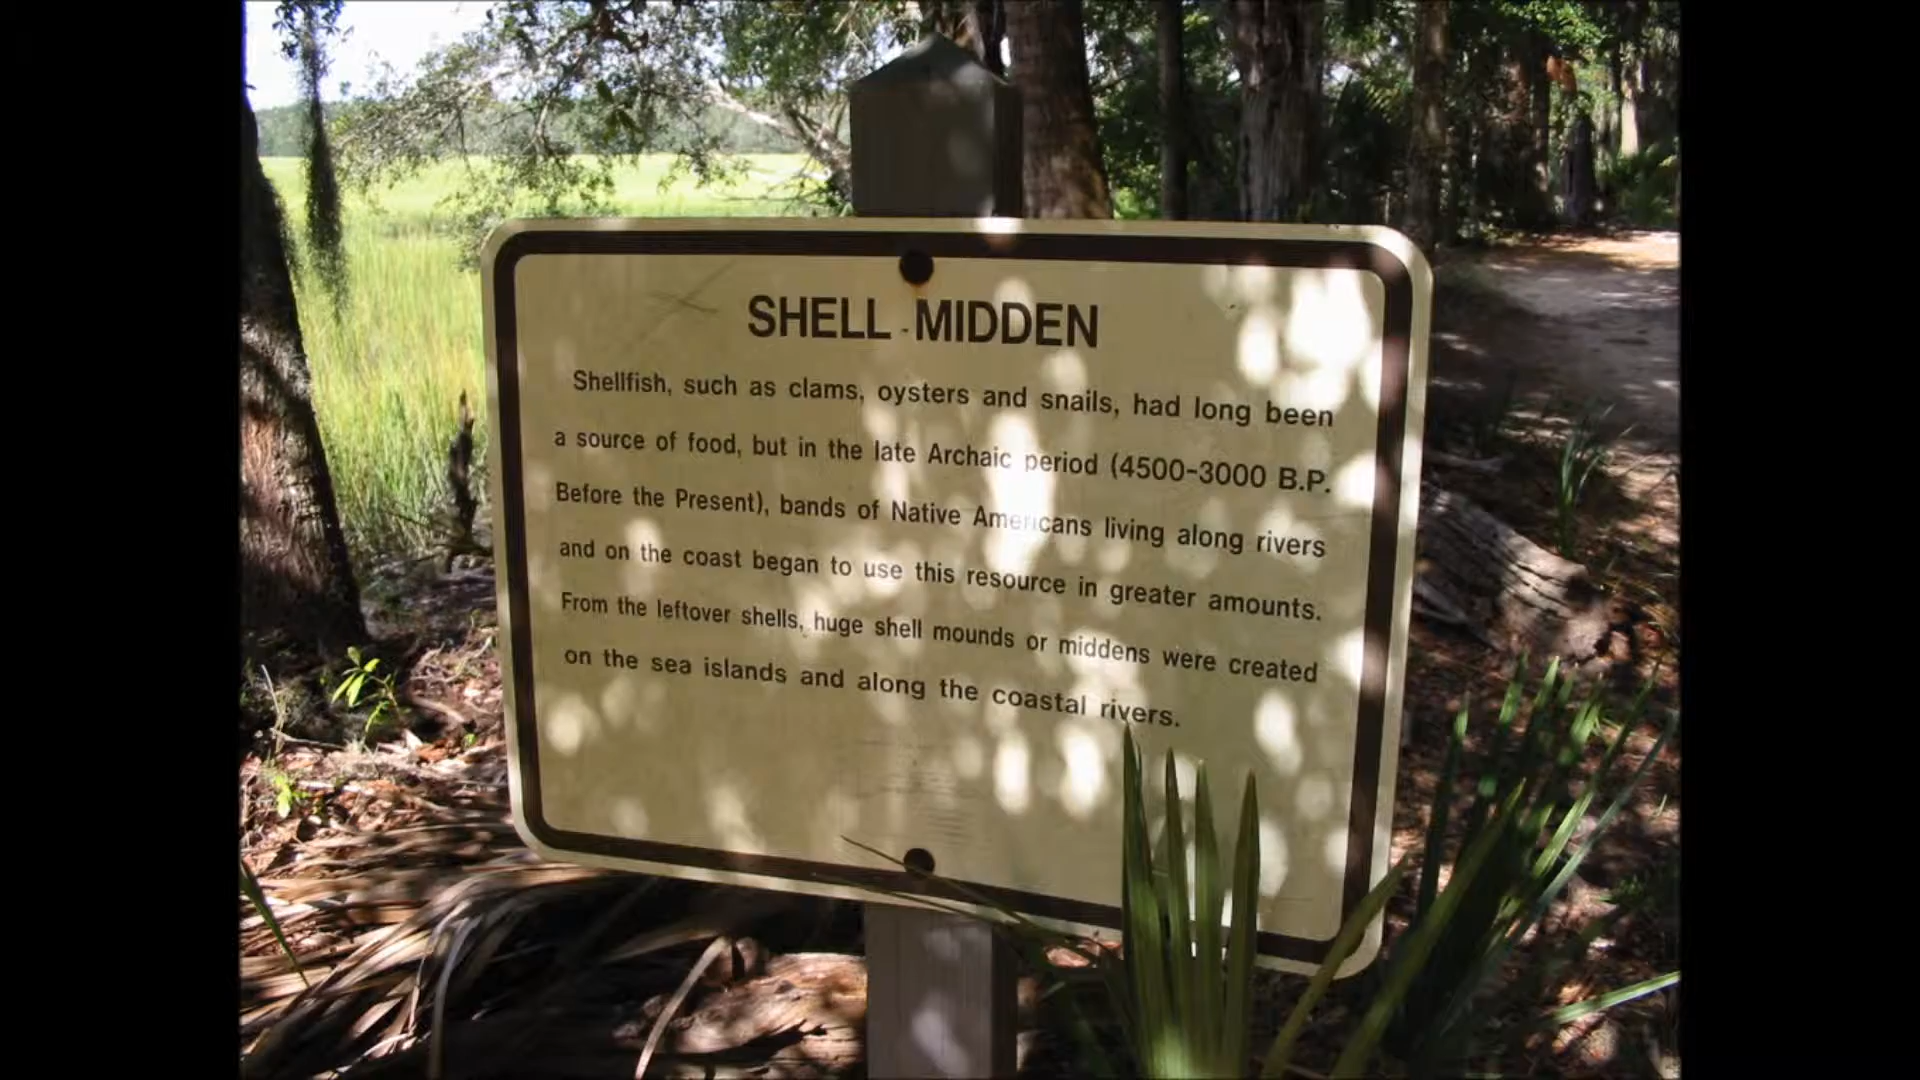 SHELL MIDDEN
Shellfish, such as clams, oysters and snails, had long been
a source of food, but in the late Archaic period (4500-3000 B.P.
Before the Present), bands of Native Americans living along rivers
and on the coast began to use this resource in greater amounts.
From the leftover shells, huge shell mounds or middens were created
on the sea islands and along the coastal rivers.